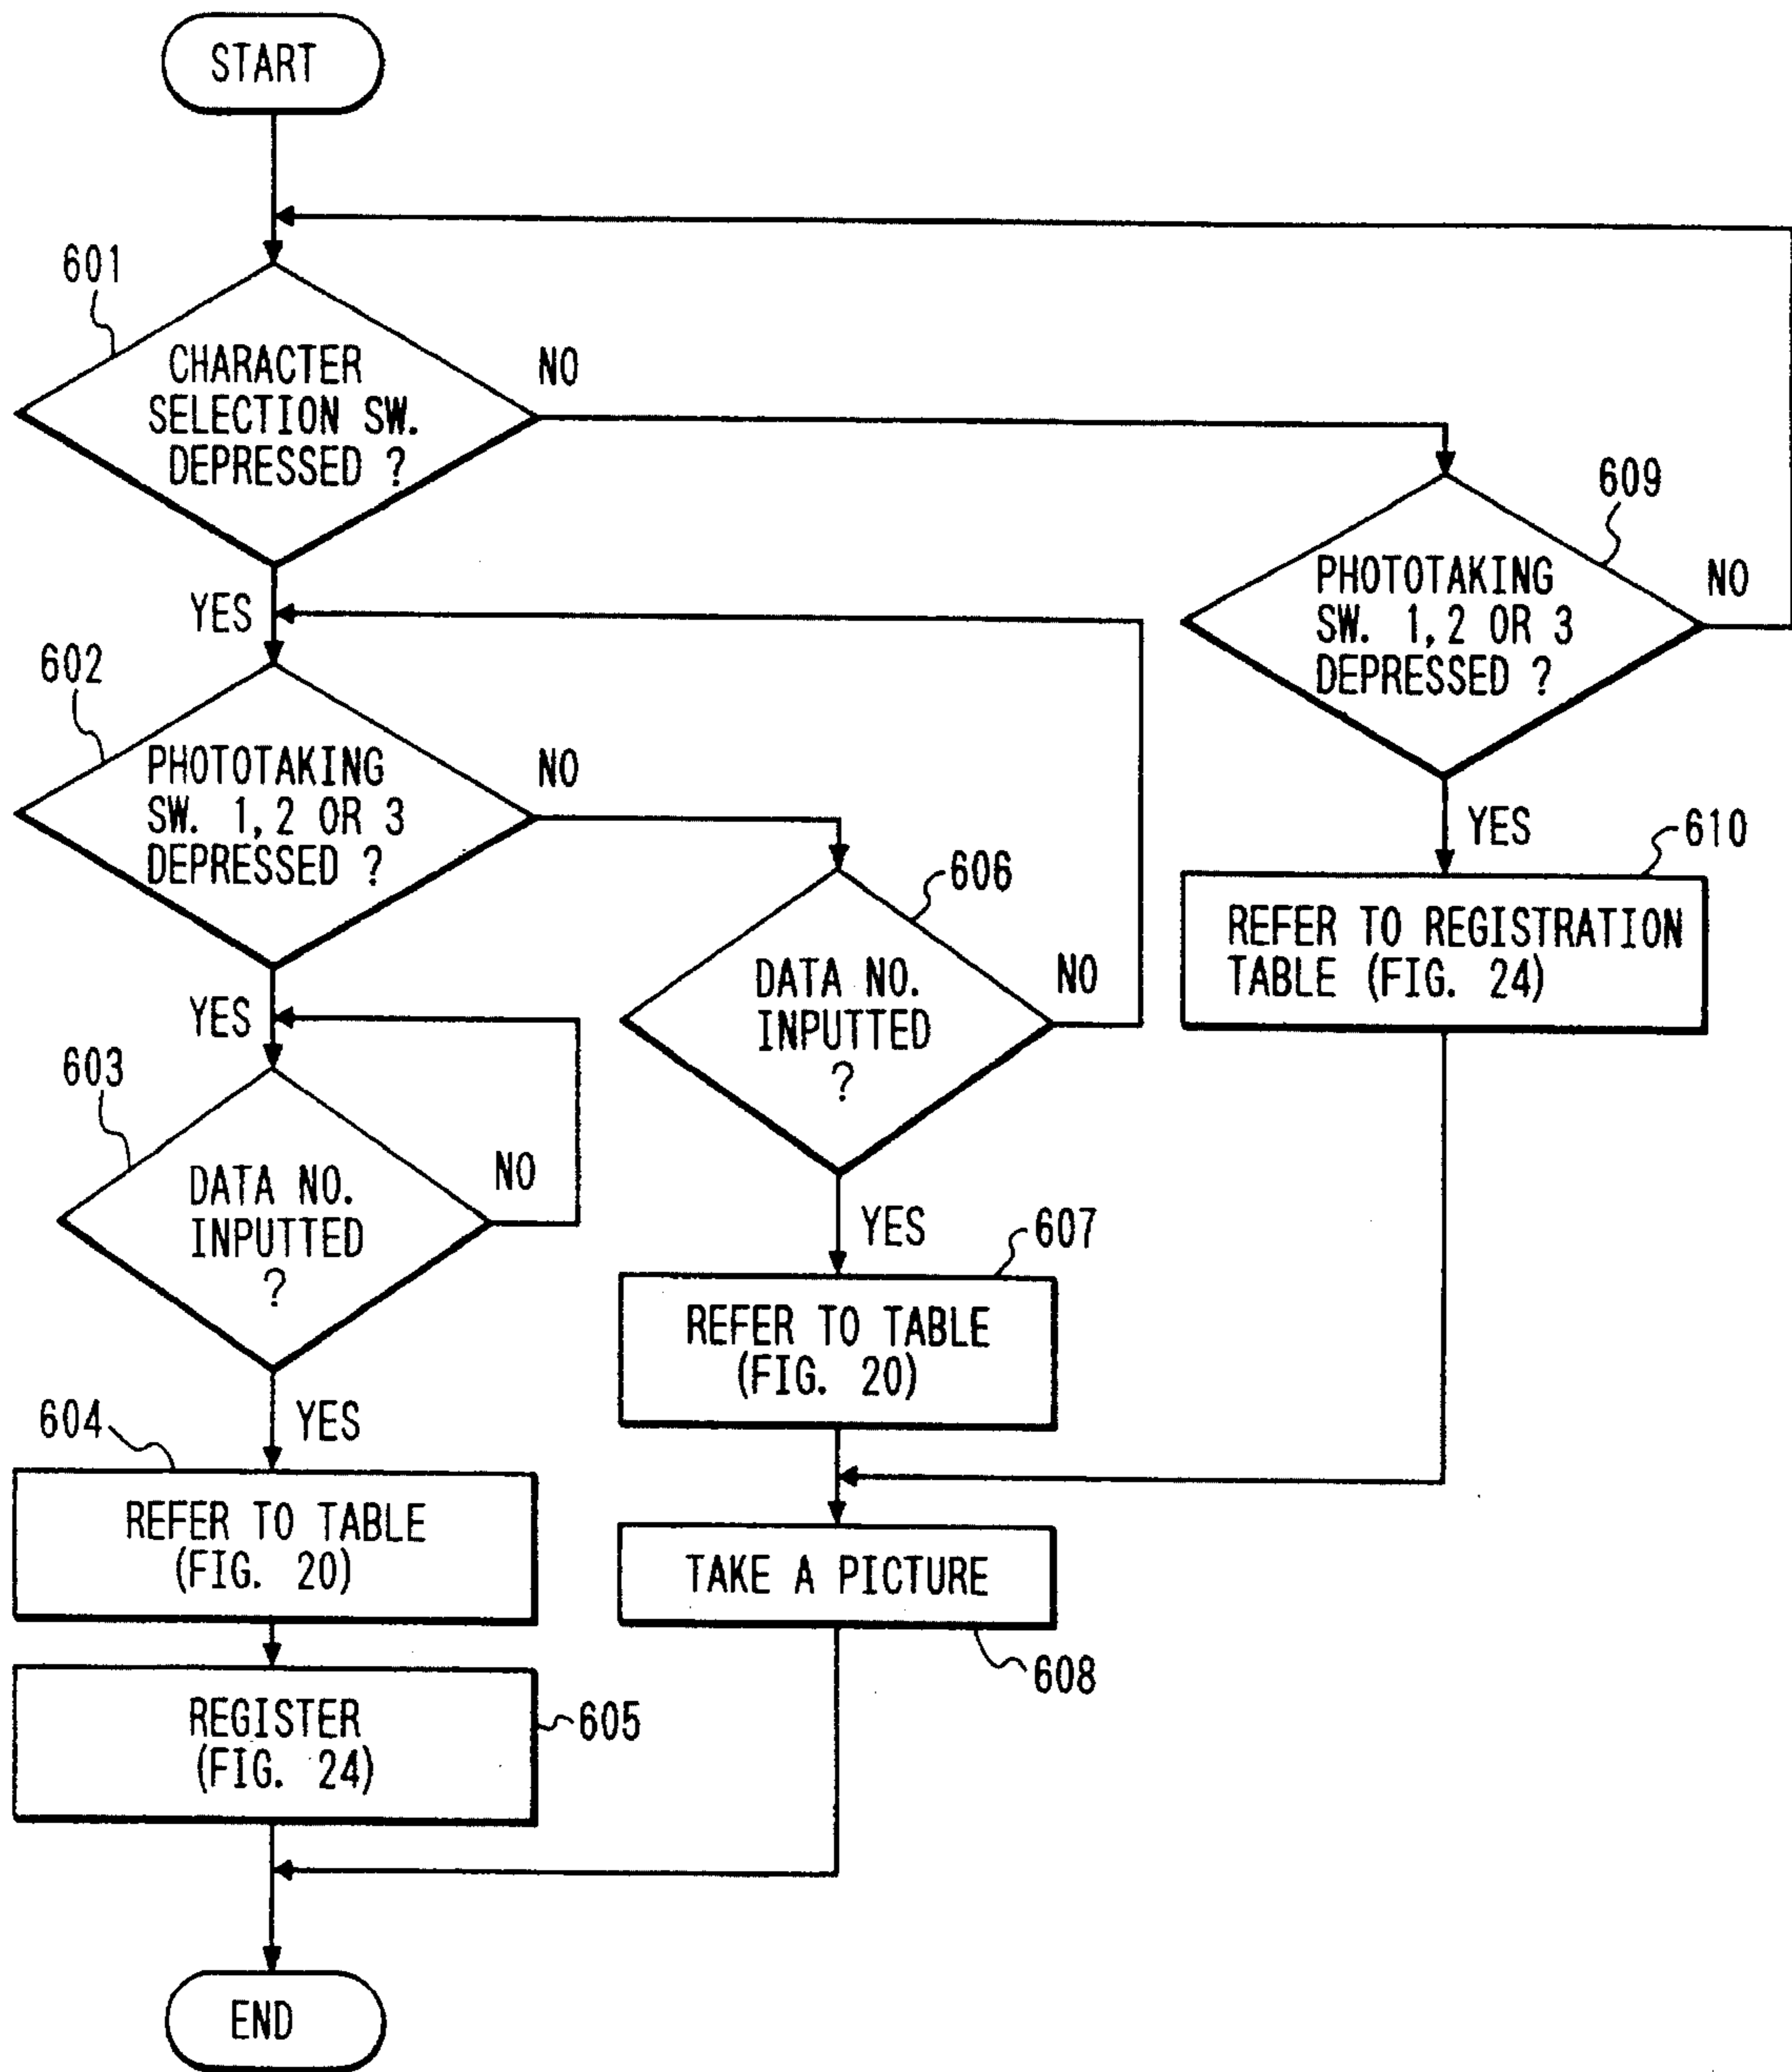 START
601
CHARACTER
SELECTION SW.
DEPRESSED ?
NO
YES
609
PHOTOTAKING
SW. 1, 2 OR 3
DEPRESSED ?
NO
YES
602
PHOTOTAKING
SW. 1, 2 OR 3
DEPRESSED ?
NO
YES
606
DATA NO.
INPUTTED
?
NO
YES
610
REFER TO REGISTRATION
TABLE (FIG. 24)
603
DATA NO.
INPUTTED
?
NO
YES
607
REFER TO TABLE
(FIG. 20)
604
REFER TO TABLE
(FIG. 20)
TAKE A PICTURE
608
REGISTER
(FIG. 24)
605
END